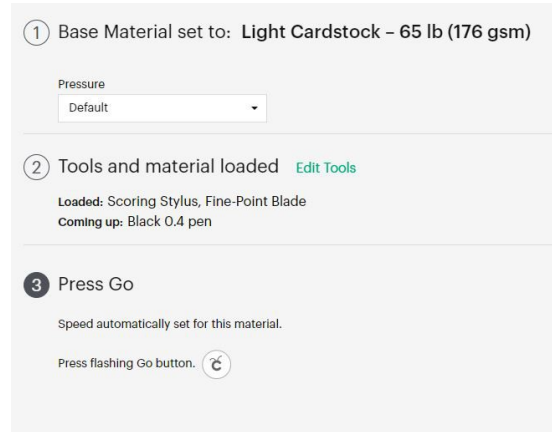 1 Base Material set to: Light Cardstock – 65 lb (176 gsm)
Pressure
Default
2 Tools and material loaded Edit Tools
Loaded: Scoring Stylus, Fine-Point Blade
Coming up: Black 0.4 pen
3 Press Go
Speed automatically set for this material.
Press flashing Go button.